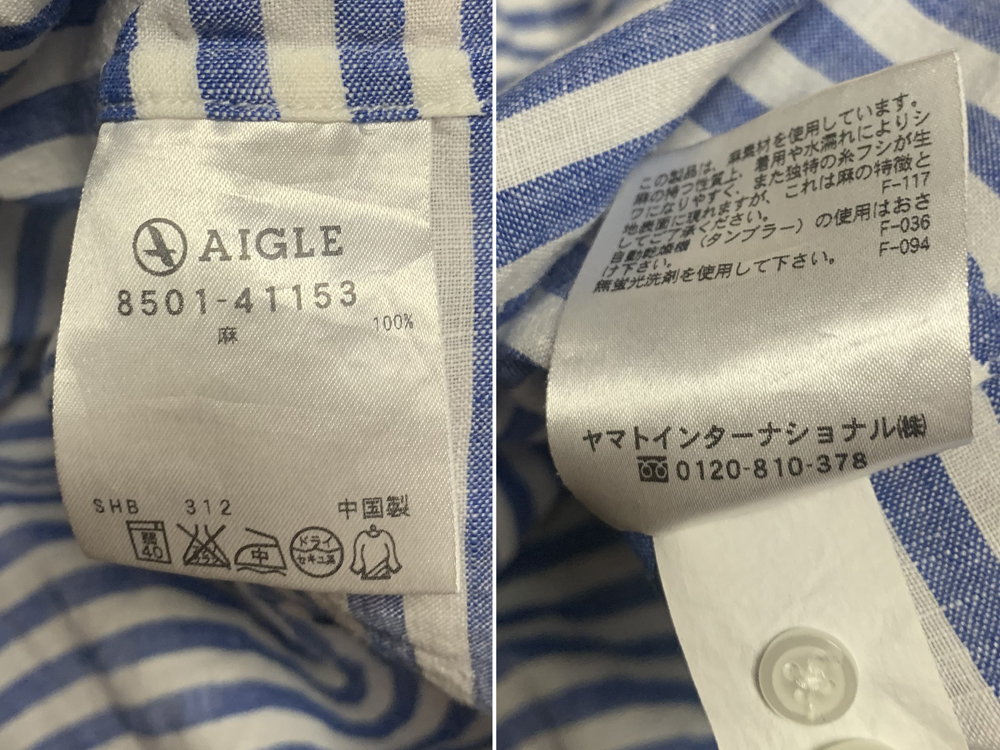 AIGLE
8501-41153
麻
100%
SHB 312 中国製
弱
40
中
ドライ
セキユ系
この製品は、麻素材を使用しています。
麻の持つ性質上、着用や水濡れによりシ
ワになりやすく、また独特の糸フシが生
地表面に現れますが、これは麻の特徴と
してご了承ください。 F-117
自動乾燥機（タンブラー）の使用はおさ
け下さい。 F-036
無蛍光洗剤を使用して下さい。 F-094
ヤマトインターナショナル㈱
0120-810-378